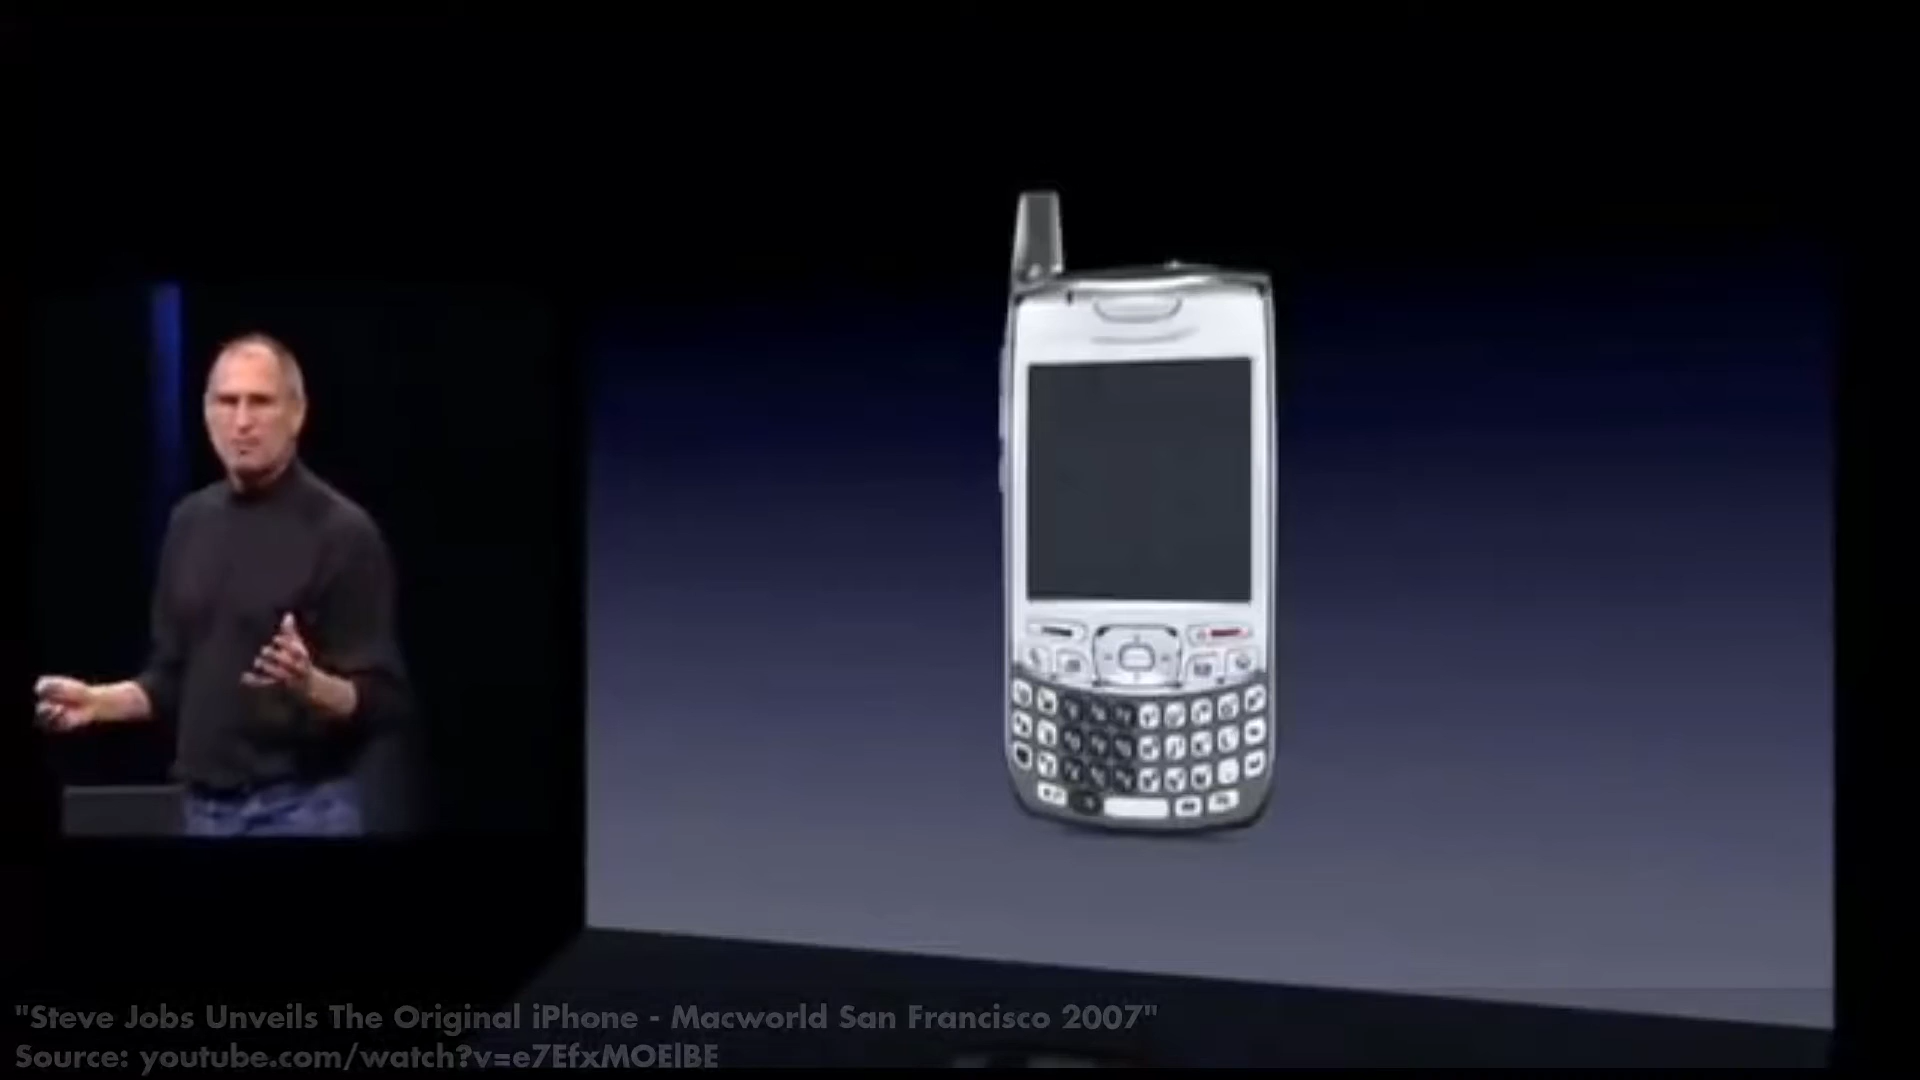 "Steve Jobs Unveils The Original iPhone - Macworld San Francisco 2007"
Source: youtube.com/watch?v=e7EfxMOElBE